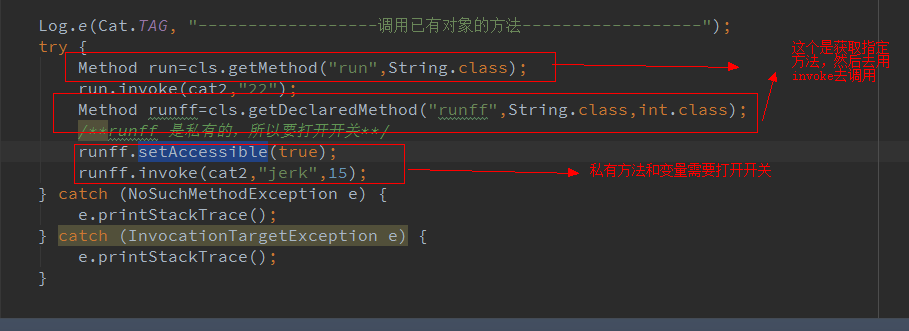 Log.e(Cat.TAG, "------------------调用已有对象的方法------------------");
try {
Method run=cls.getMethod("run",String.class);
run.invoke(cat2,"22");
Method runff=cls.getDeclaredMethod("runff",String.class,int.class);
/**runff 是私有的，所以要打开开关**/
runff.setAccessible(true);
runff.invoke(cat2,"jerk",15);
} catch (NoSuchMethodException e) {
e.printStackTrace();
} catch (InvocationTargetException e) {
e.printStackTrace();
}
这个是获取指定
方法，然后去用
invoke去调用
私有方法和变量需要打开开关